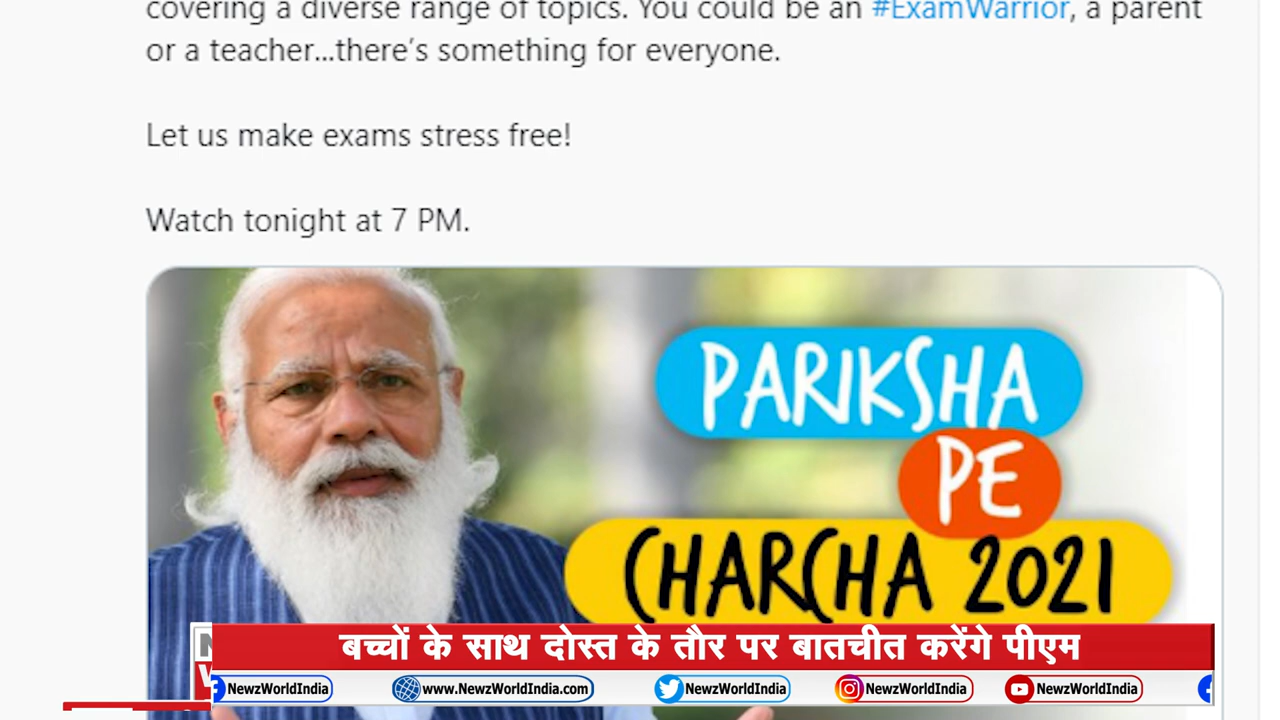 covering a diverse range of topics. You could be an #ExamWarrior, a parent
or a teacher...there's something for everyone.
Let us make exams stress free!
Watch tonight at 7 PM.
PARIKSHA
PE
CHARCHA 2021
बच्चों के साथ दोस्त के तौर पर बातचीत करेंगे पीएम
NewzWorldIndia www.NewzWorldIndia.com NewzWorldIndia NewzWorldIndia NewzWorldIndia